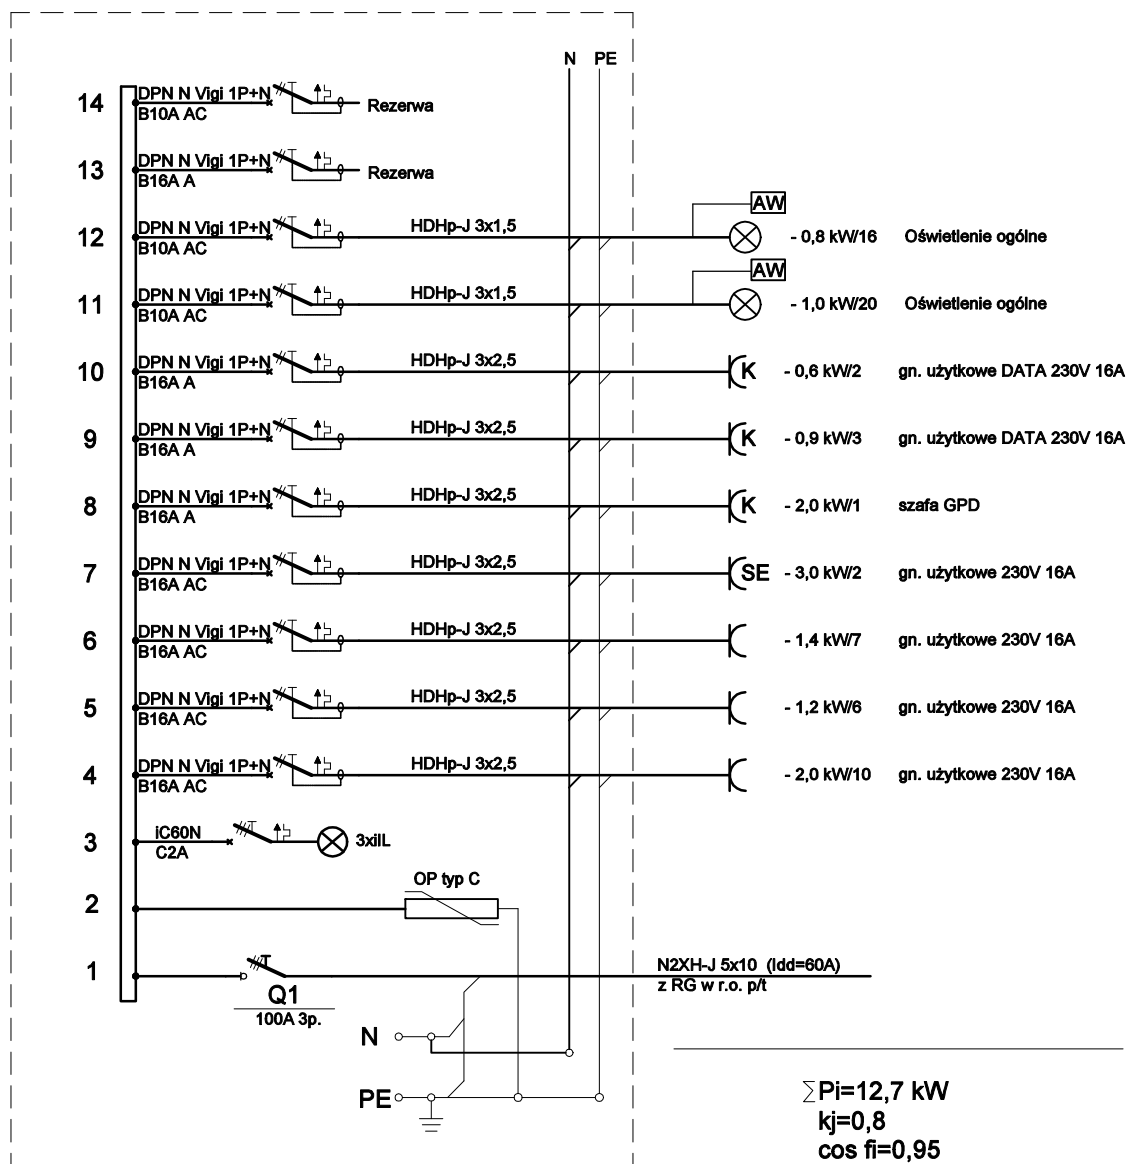 N PE
14 DPN N Vigi 1P+N
B10A AC
Rezerwa
13 DPN N Vigi 1P+N
B16A A
Rezerwa
AW
12 DPN N Vigi 1P+N HDHp-J 3x1,5
B10A AC
- 0,8 kW/16 Oświetlenie ogólne
AW
11 DPN N Vigi 1P+N HDHp-J 3x1,5
B10A AC
- 1,0 kW/20 Oświetlenie ogólne
10 DPN N Vigi 1P+N HDHp-J 3x2,5
B16A A
K - 0,6 kW/2 gn. użytkowe DATA 230V 16A
9 DPN N Vigi 1P+N HDHp-J 3x2,5
B16A A
K - 0,9 kW/3 gn. użytkowe DATA 230V 16A
8 DPN N Vigi 1P+N HDHp-J 3x2,5
B16A A
K - 2,0 kW/1 szafa GPD
7 DPN N Vigi 1P+N HDHp-J 3x2,5
B16A AC
SE - 3,0 kW/2 gn. użytkowe 230V 16A
6 DPN N Vigi 1P+N HDHp-J 3x2,5
B16A AC
- 1,4 kW/7 gn. użytkowe 230V 16A
5 DPN N Vigi 1P+N HDHp-J 3x2,5
B16A AC
- 1,2 kW/6 gn. użytkowe 230V 16A
4 DPN N Vigi 1P+N HDHp-J 3x2,5
B16A AC
- 2,0 kW/10 gn. użytkowe 230V 16A
3 iC60N
C2A
3xiIL
2 OP typ C
1 N2XH-J 5x10 (Idd=60A)
z RG w r.o. p/t
Q1
100A 3p.
N
PE
∑Pi=12,7 kW
kj=0,8
cos fi=0,95